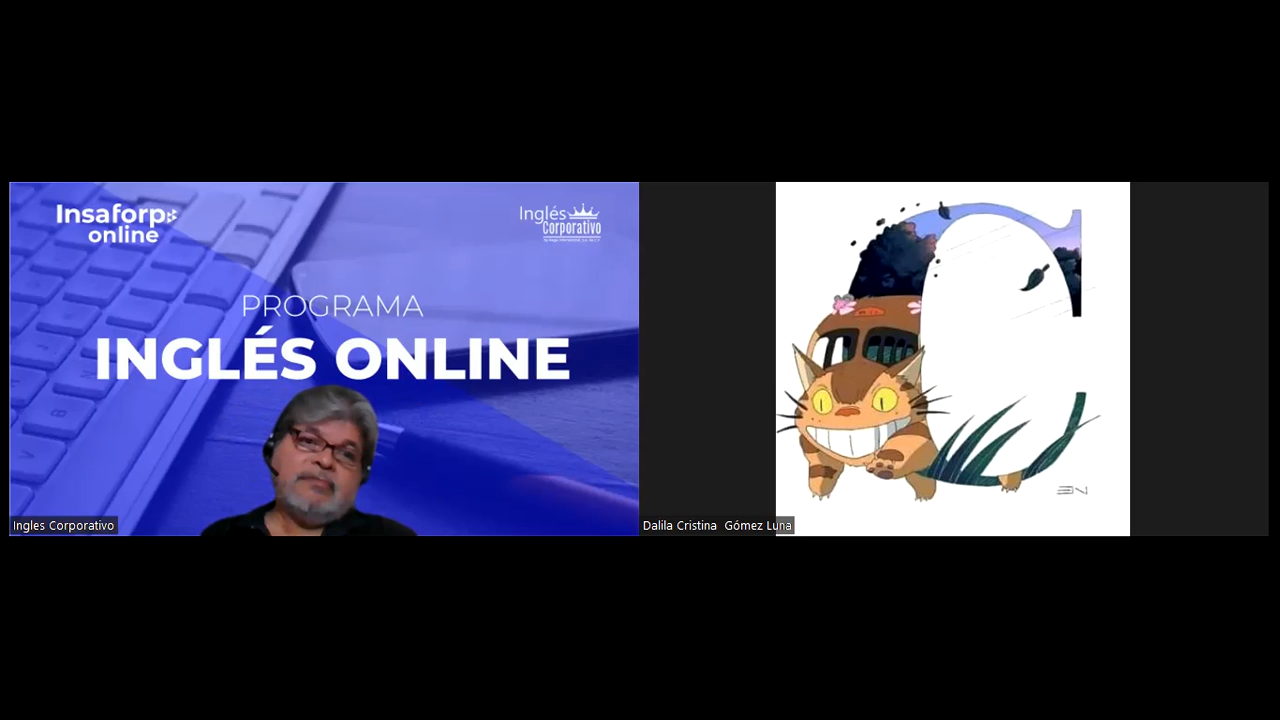 Insaforp
online
Inglés
Corporativo
PROGRAMA
INGLÉS ONLINE
Ingles Corporativo
Dalila Cristina Gómez Luna